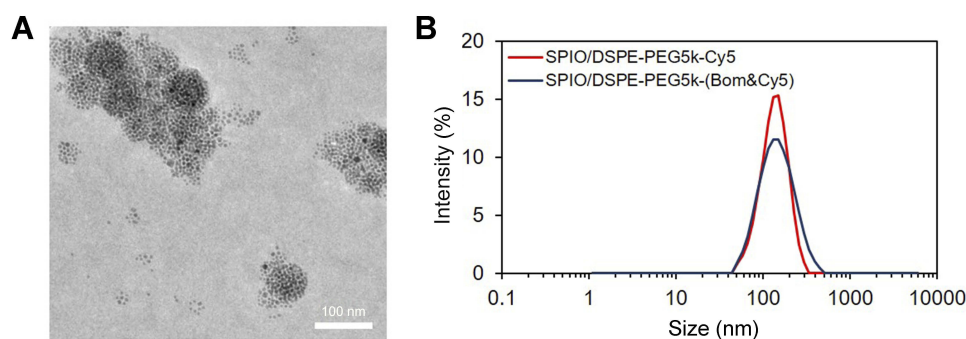 A
100 nm
B
SPIO/DSPE-PEG5k-Cy5
SPIO/DSPE-PEG5k-(Bom&Cy5)
Intensity (%)
20
15
10
5
0
0.1 1 10 100 1000 10000
Size (nm)